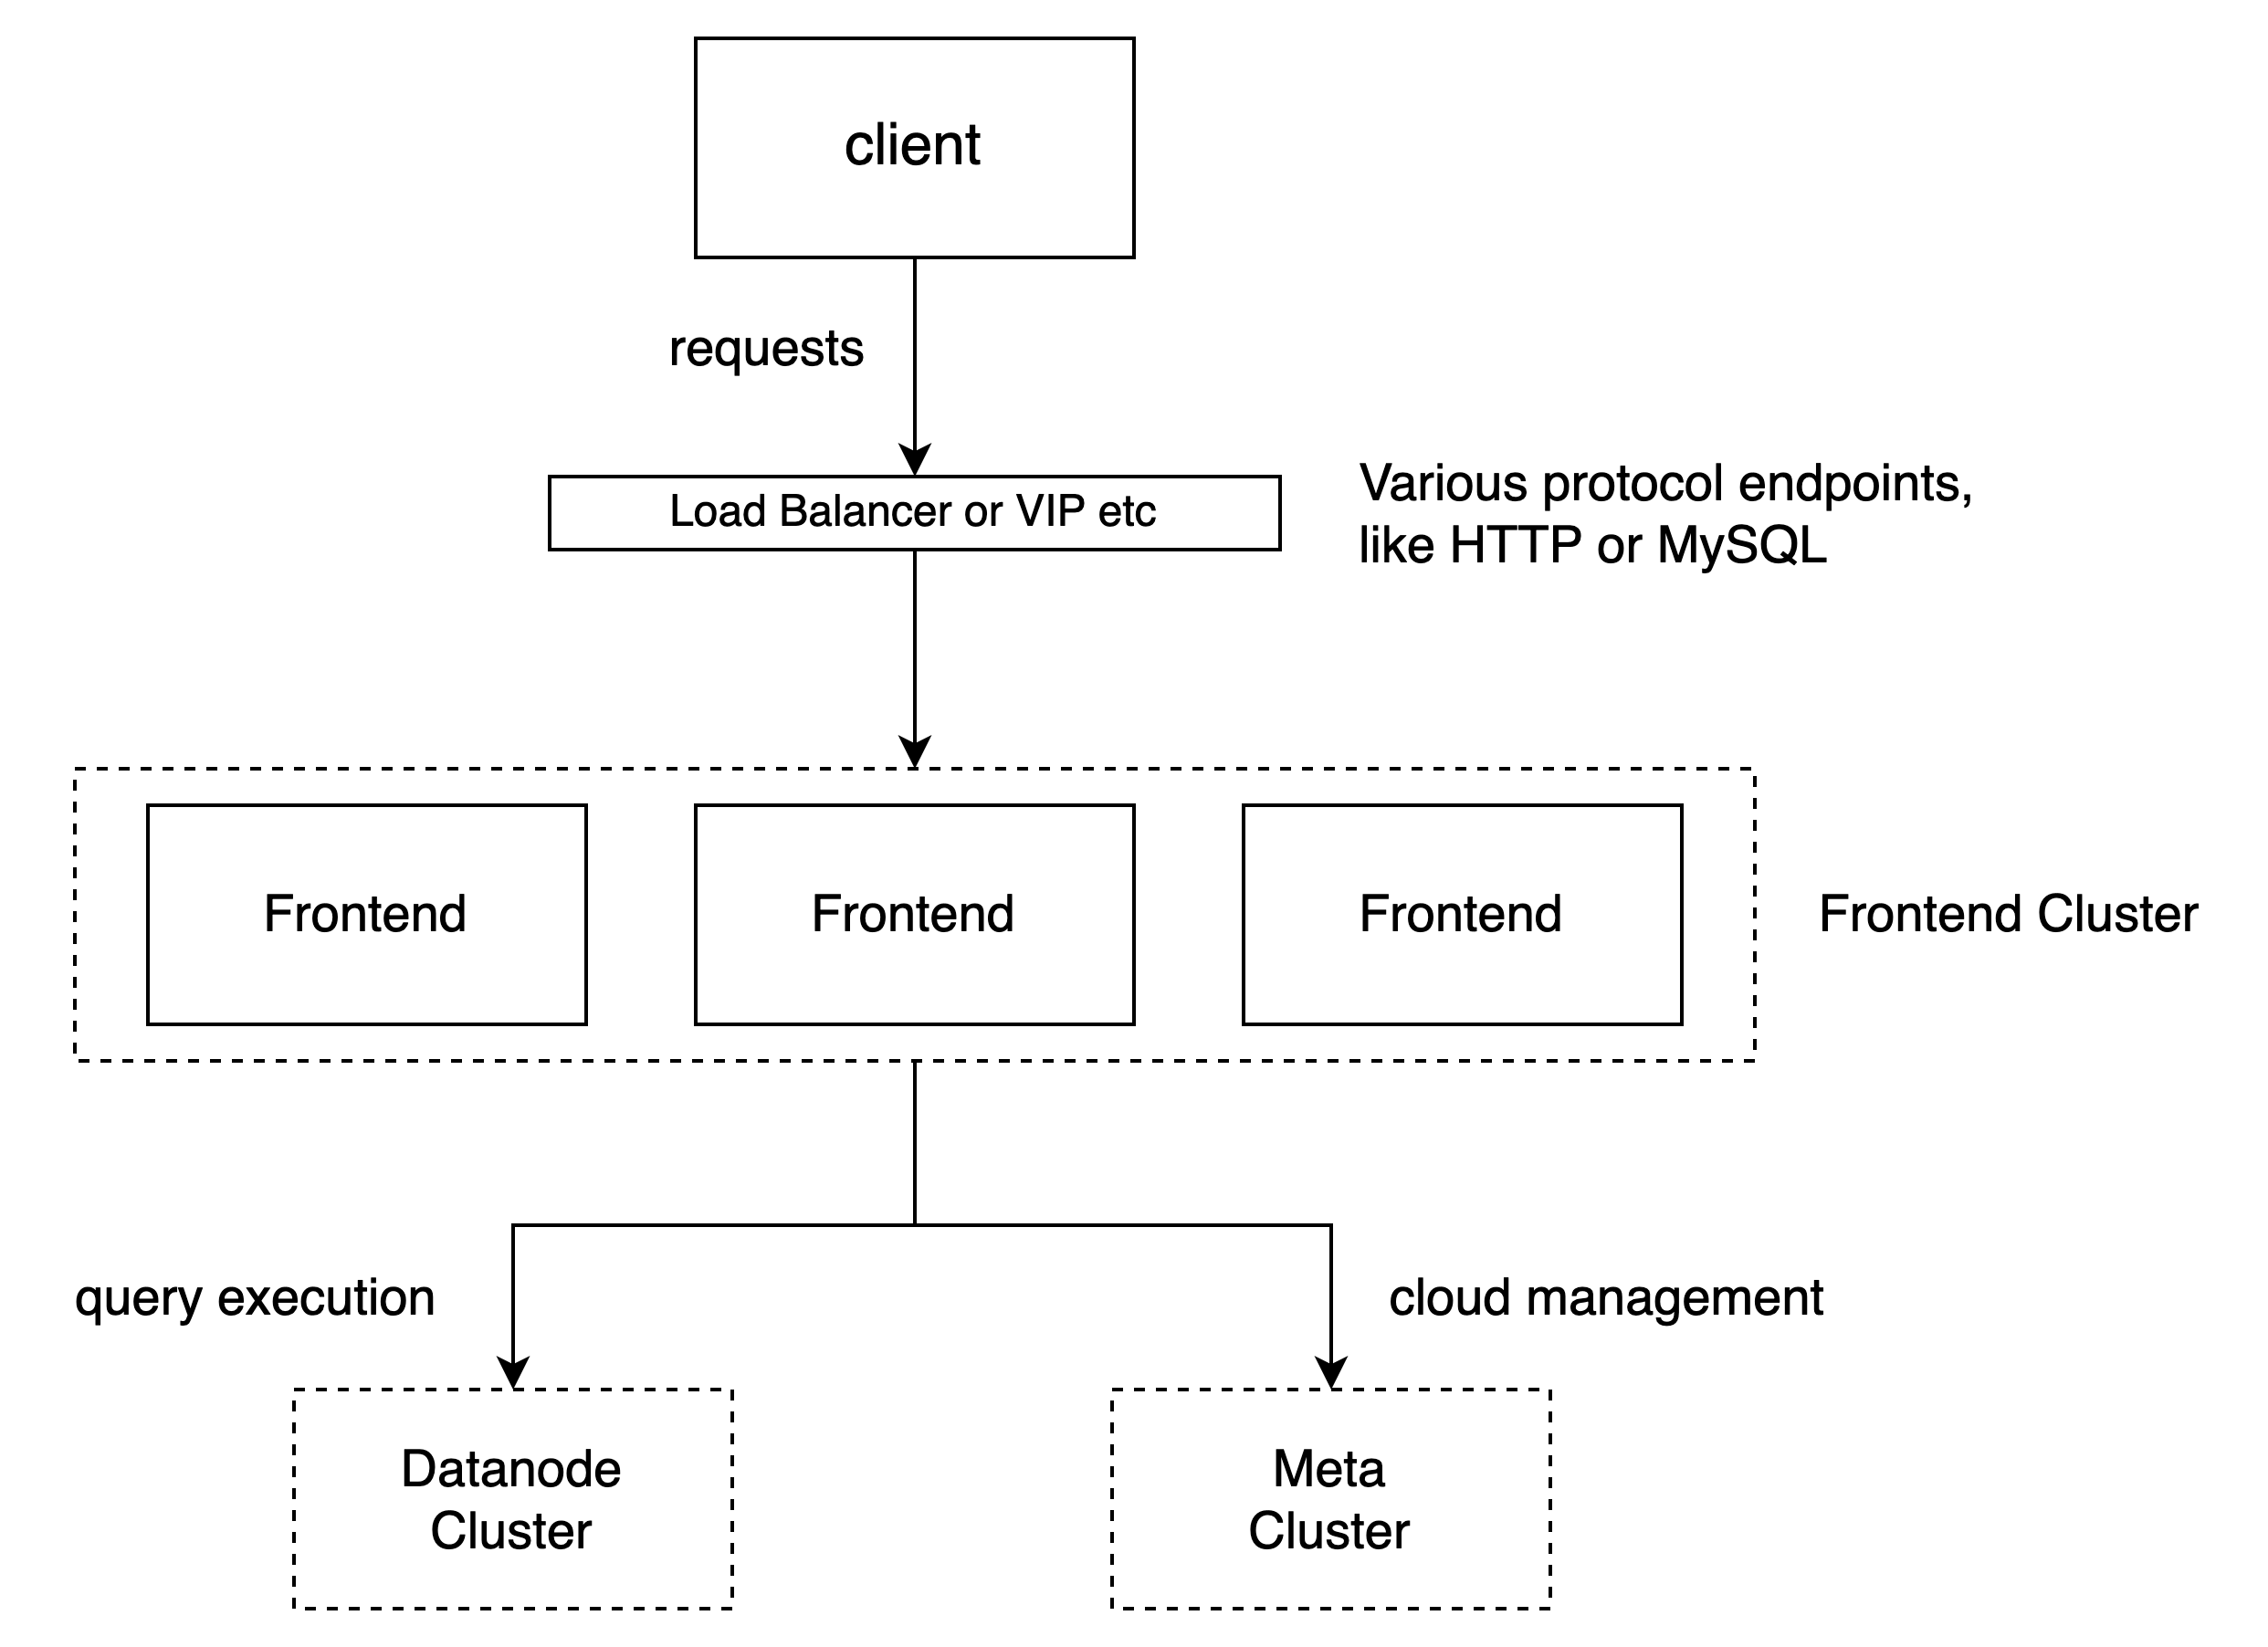 client
requests
Load Balancer or VIP etc
Various protocol endpoints,
like HTTP or MySQL
Frontend
Frontend
Frontend
Frontend Cluster
query execution
cloud management
Datanode
Cluster
Meta
Cluster